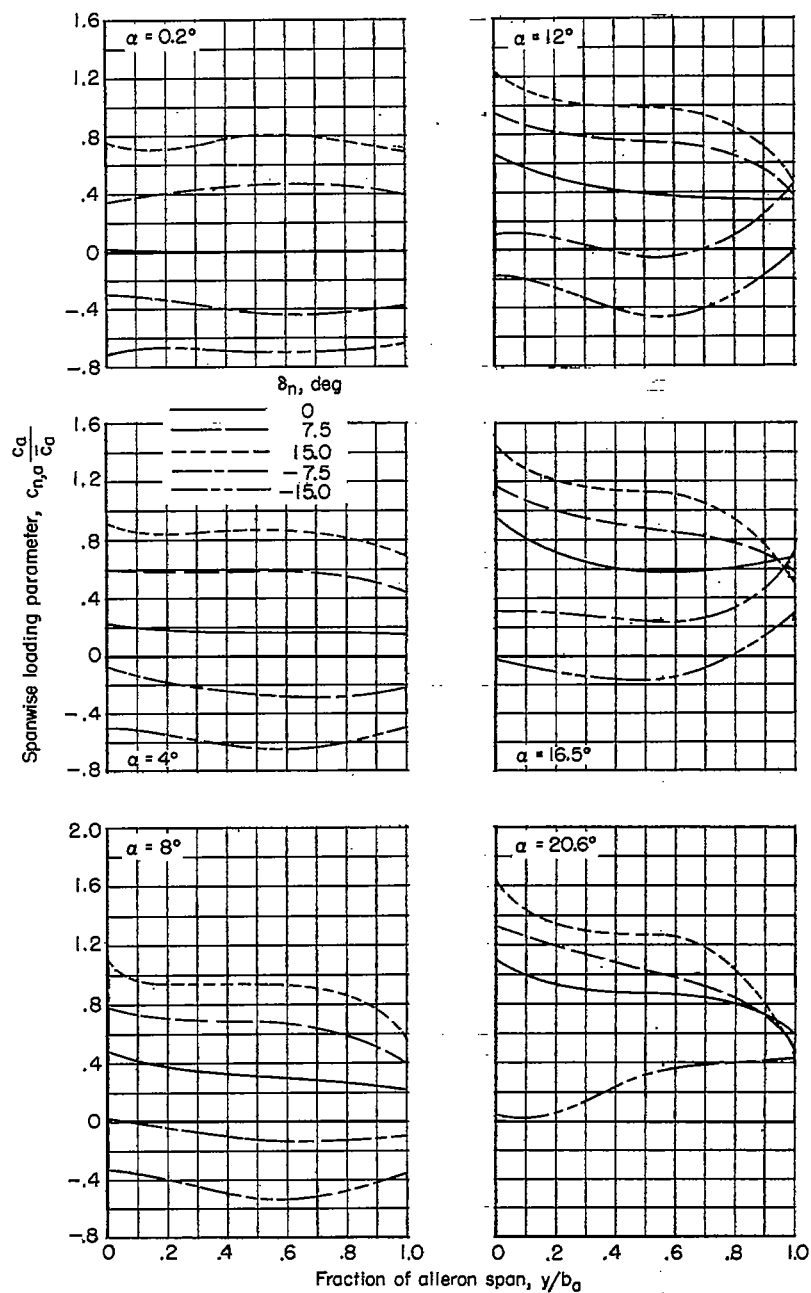 α = 0.2°
α = 12°
1.6
1.2
.8
.4
0
-.4
-.8
δn, deg
0
7.5
15.0
-7.5
-15.0
1.6
1.2
.8
.4
0
-.4
-.8
α = 4°
α = 16.5°
Spanwise loading parameter, cn,a ca/c̄a
α = 8°
α = 20.6°
2.0
1.6
1.2
.8
.4
0
-.4
-.8
0 .2 .4 .6 .8 1.0
0 .2 .4 .6 .8 1.0
Fraction of aileron span, y/ba